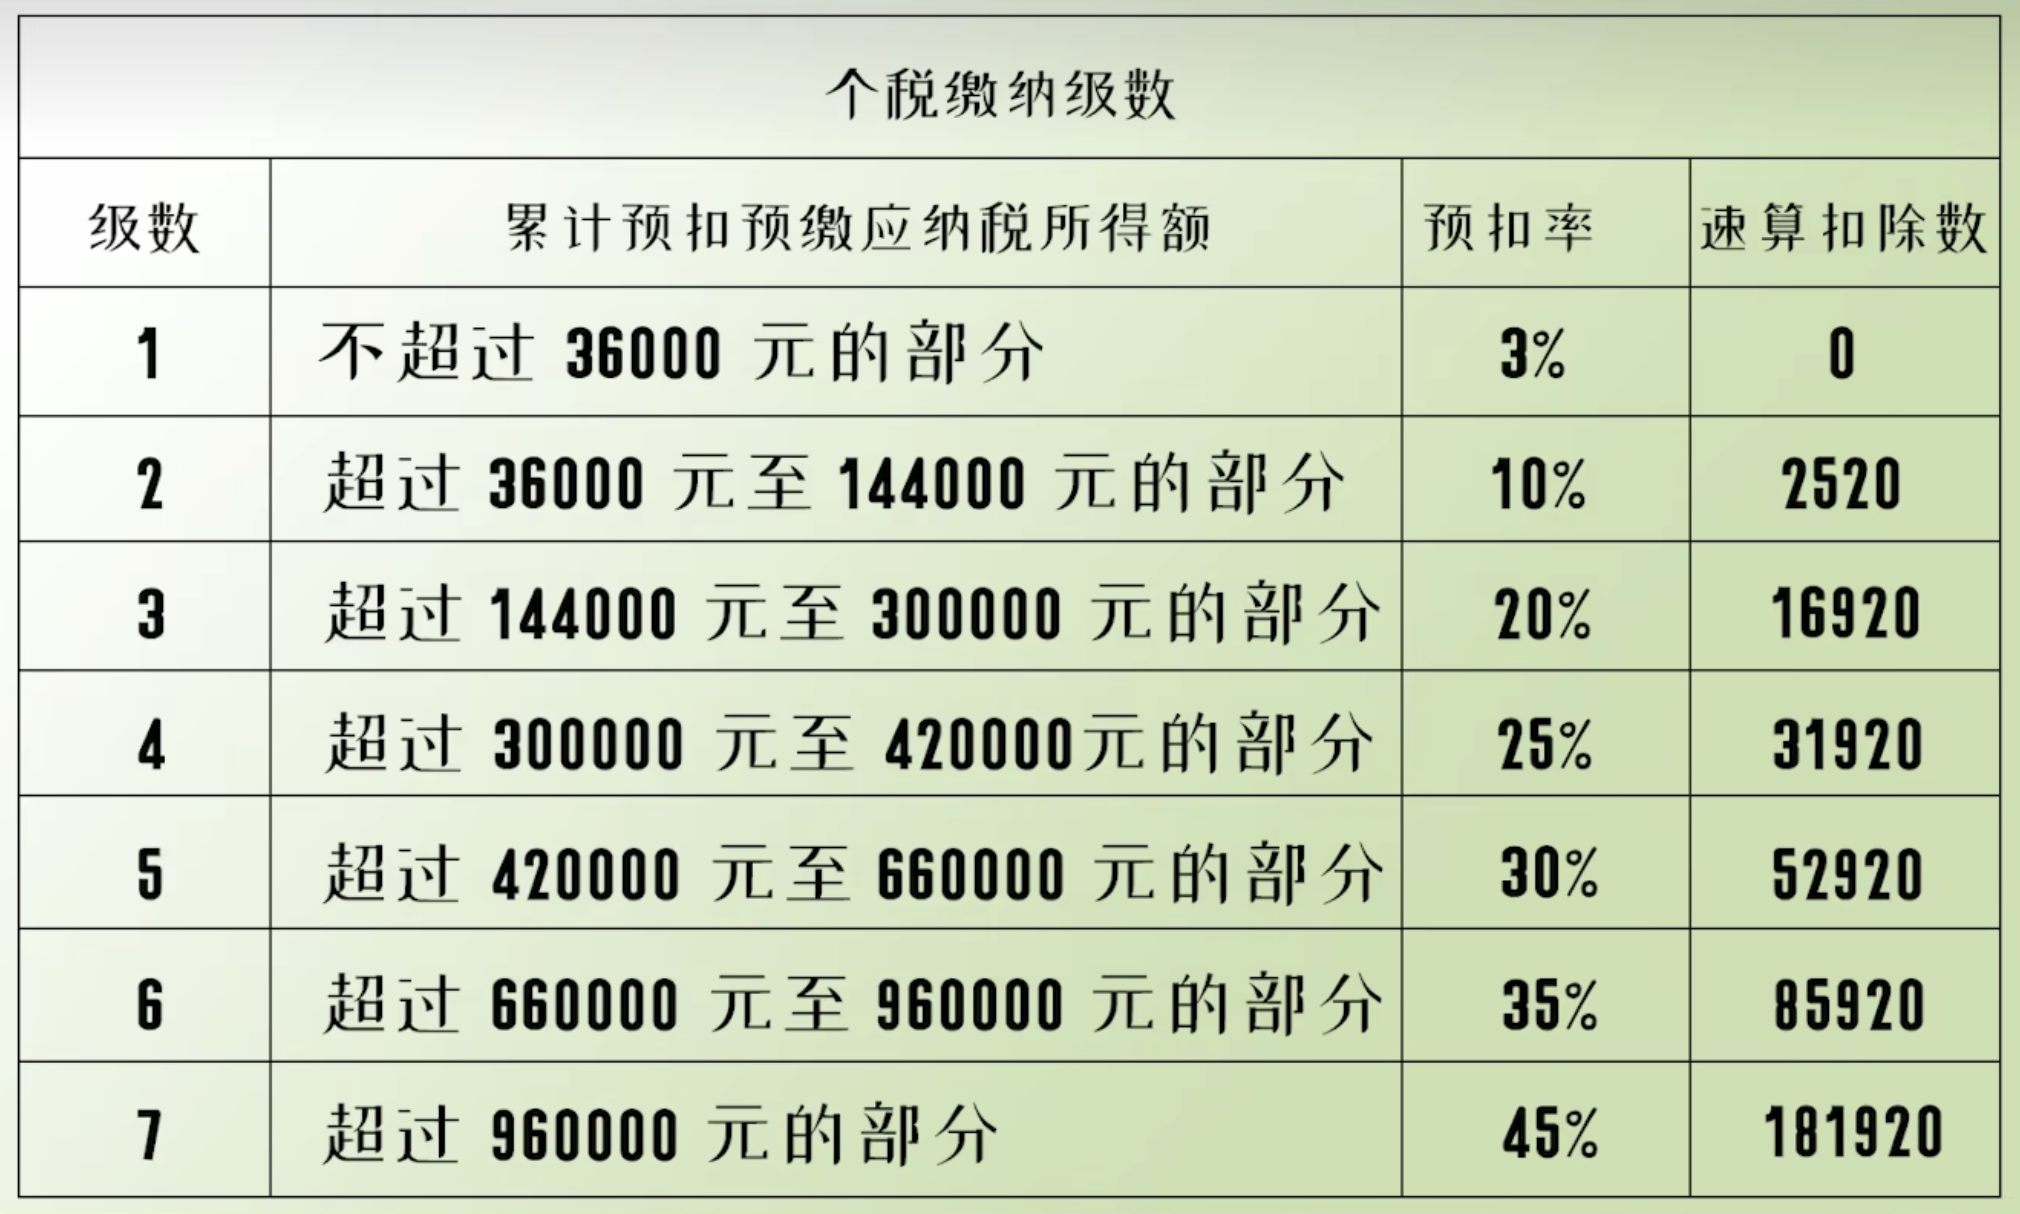 个税缴纳级数
级数 累计预扣预缴应纳税所得额 预扣率 速算扣除数
1 不超过 36000 元的部分 3% 0
2 超过 36000 元至 144000 元的部分 10% 2520
3 超过 144000 元至 300000 元的部分 20% 16920
4 超过 300000 元至 420000元的部分 25% 31920
5 超过 420000 元至 660000 元的部分 30% 52920
6 超过 660000 元至 960000 元的部分 35% 85920
7 超过 960000 元的部分 45% 181920